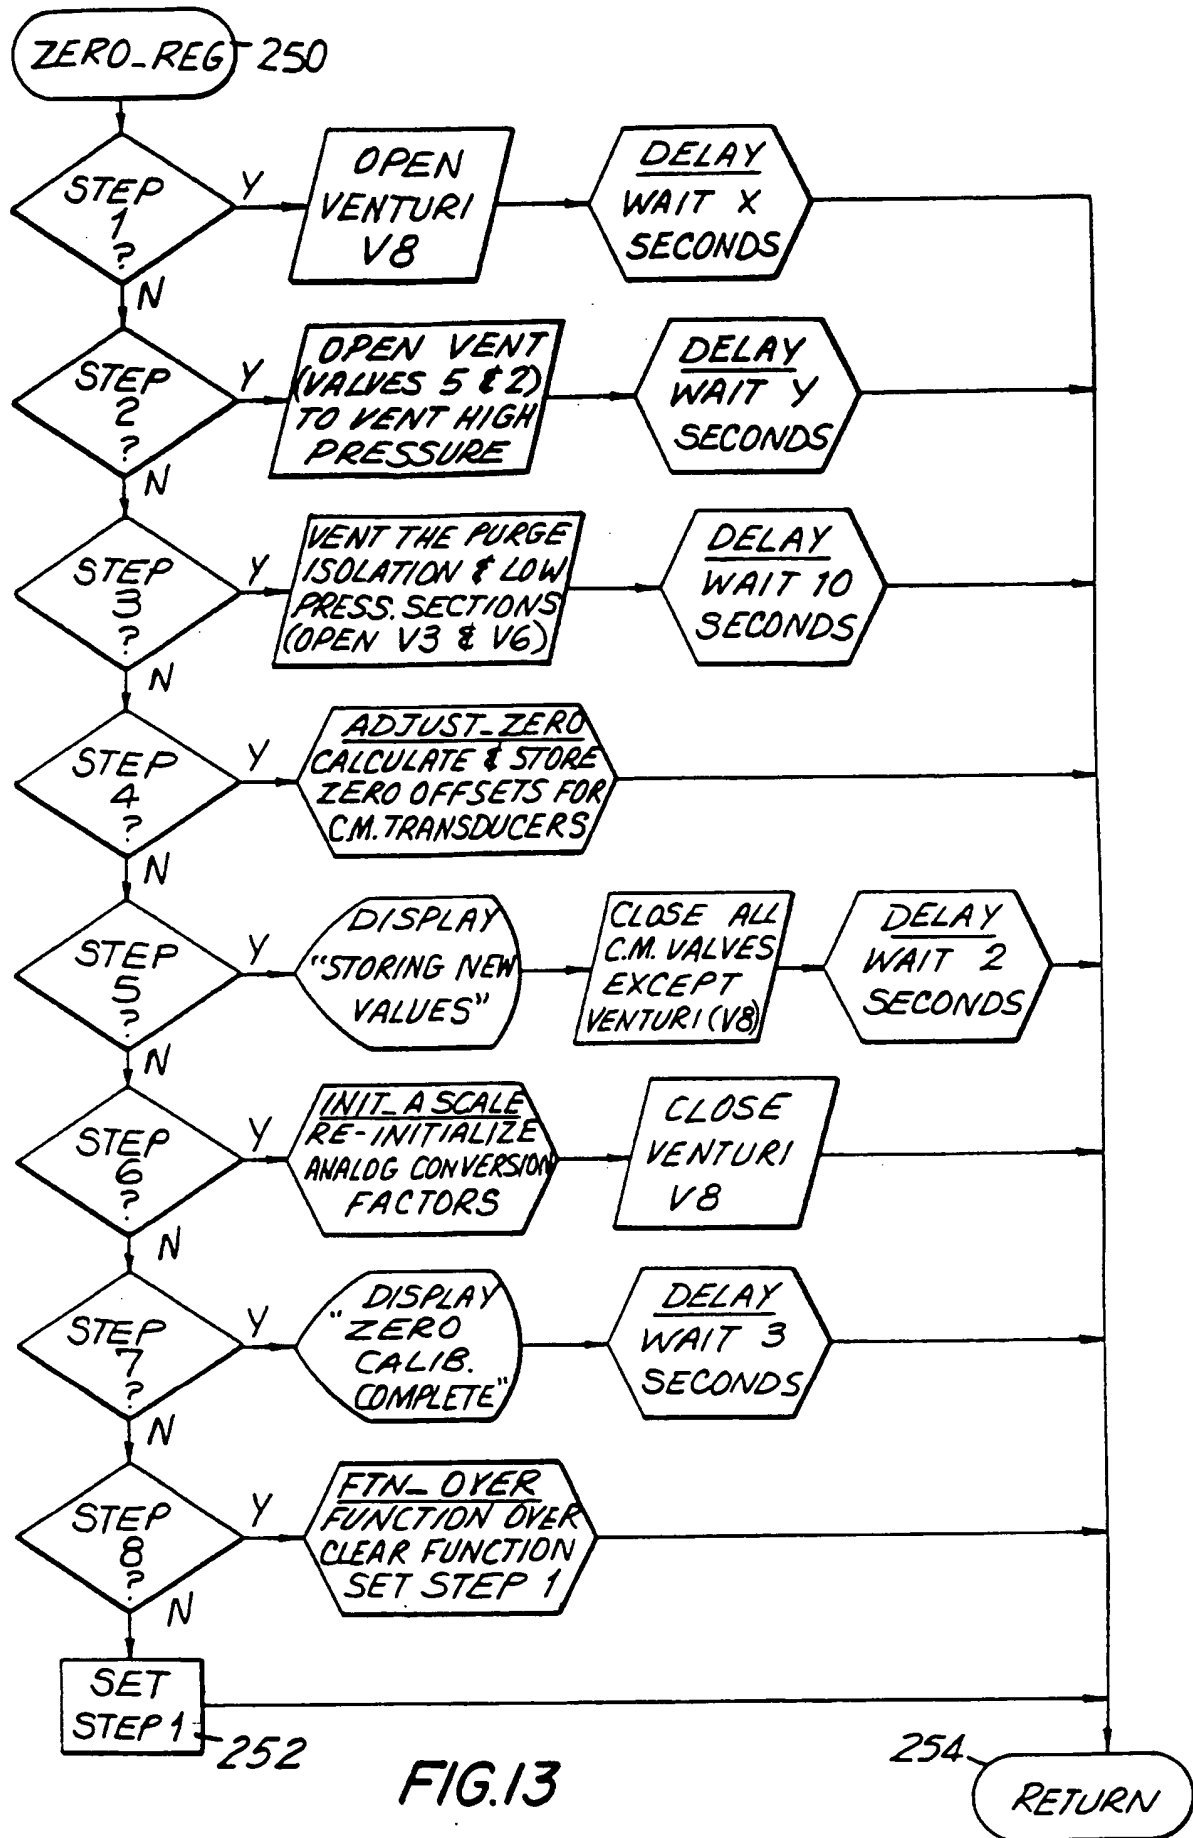 ZERO_REG
250
STEP
1
?
Y
N
OPEN
VENTURI
V8
DELAY
WAIT X
SECONDS
STEP
2
?
Y
N
OPEN VENT
(VALVES 5 & 2)
TO VENT HIGH
PRESSURE
DELAY
WAIT Y
SECONDS
STEP
3
?
Y
N
VENT THE PURGE
ISOLATION & LOW
PRESS. SECTIONS
(OPEN V3 & V6)
DELAY
WAIT 10
SECONDS
STEP
4
?
Y
N
ADJUST_ZERO
CALCULATE & STORE
ZERO OFFSETS FOR
C.M. TRANSDUCERS
STEP
5
?
Y
N
DISPLAY
"STORING NEW
VALUES"
CLOSE ALL
C.M. VALVES
EXCEPT
VENTURI (V8)
DELAY
WAIT 2
SECONDS
STEP
6
?
Y
N
INIT_A SCALE
RE-INITIALIZE
ANALOG CONVERSION
FACTORS
CLOSE
VENTURI
V8
STEP
7
?
Y
N
DISPLAY
"ZERO
CALIB.
COMPLETE"
DELAY
WAIT 3
SECONDS
STEP
8
?
Y
N
FTN_OVER
FUNCTION OVER
CLEAR FUNCTION
SET STEP 1
SET
STEP 1
252
FIG.13
254
RETURN